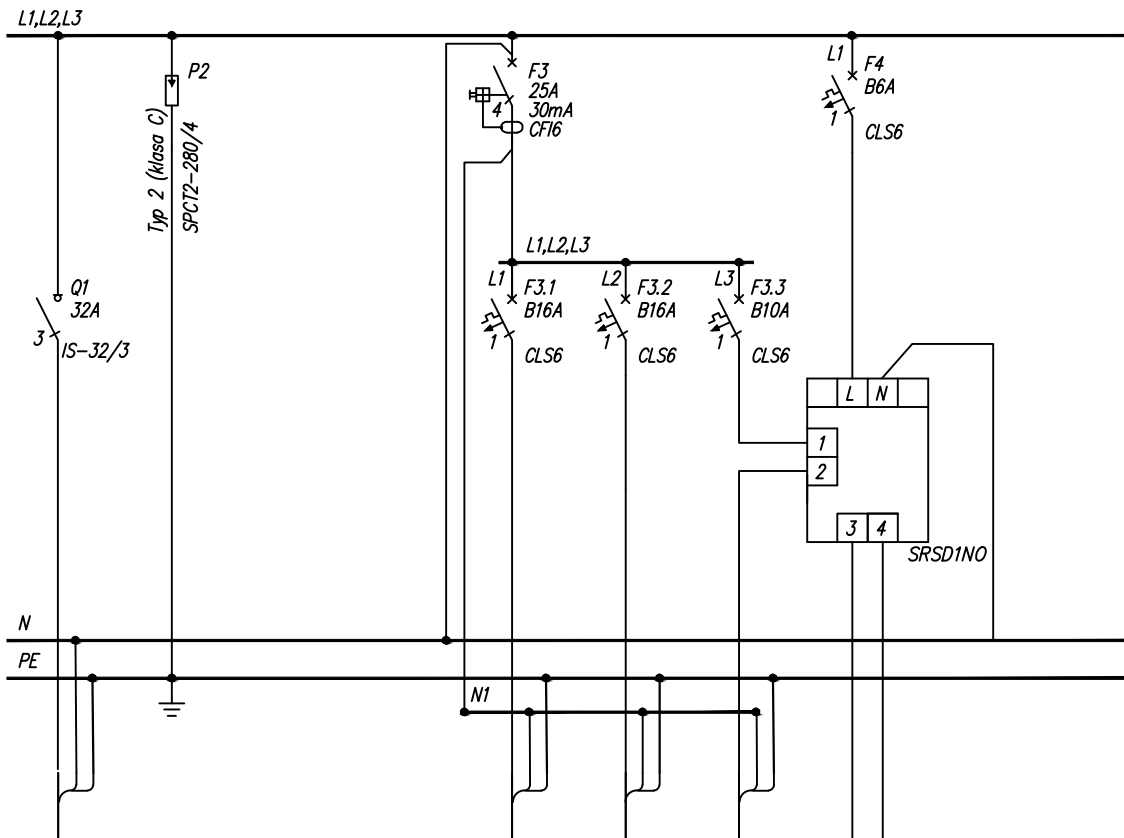 L1,L2,L3
P2
Typ 2 (klasa C)
SPCT2-280/4
Q1
32A
3
IS-32/3
F3
25A
4
30mA
CFI6
L1
F4
B6A
1
CLS6
L1,L2,L3
L1
F3.1
B16A
1
CLS6
L2
F3.2
B16A
1
CLS6
L3
F3.3
B10A
1
CLS6
L
N
1
2
3
4
SRSD1NO
N
PE
N1